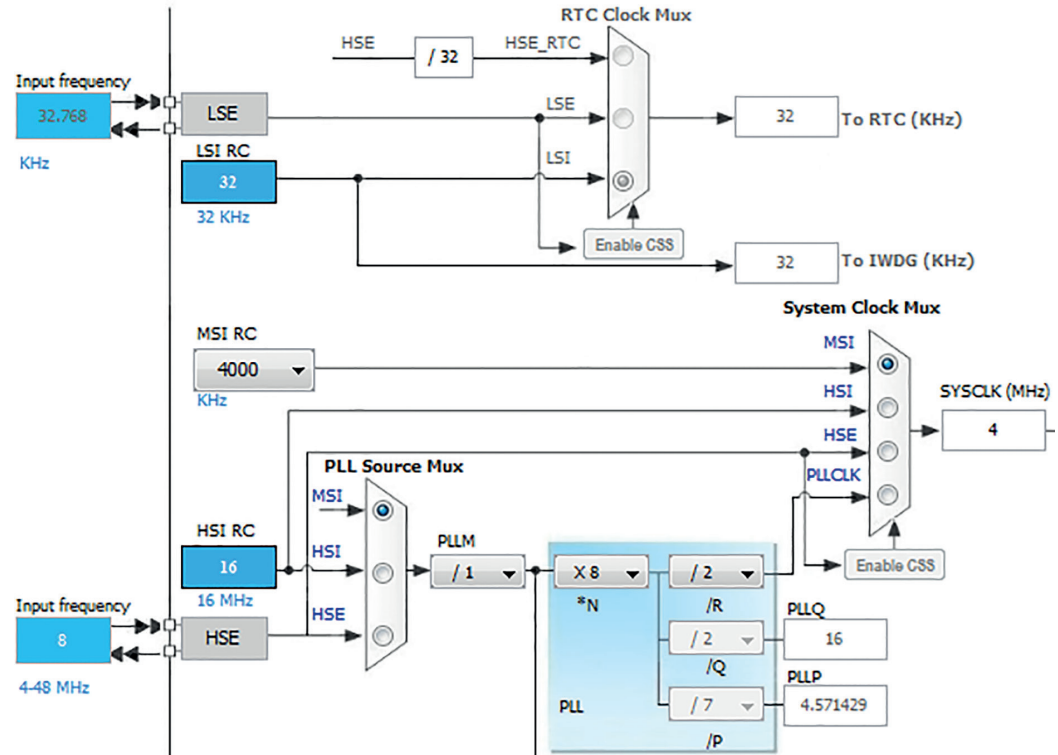 RTC Clock Mux
HSE
/ 32
HSE_RTC
Input frequency
32.768
KHz
LSE
LSE
32
To RTC (KHz)
LSI RC
32
32 KHz
LSI
Enable CSS
32
To IWDG (KHz)
System Clock Mux
MSI RC
4000
KHz
MSI
HSI
HSE
PLLCLK
SYSCLK (MHz)
4
Enable CSS
PLL Source Mux
MSI
HSI
HSE
HSI RC
16
16 MHz
Input frequency
8
4-48 MHz
HSE
PLLM
/ 1
X 8
*N
/ 2
/R
/ 2
/Q
/ 7
/P
PLL
PLLQ
16
PLLP
4.571429